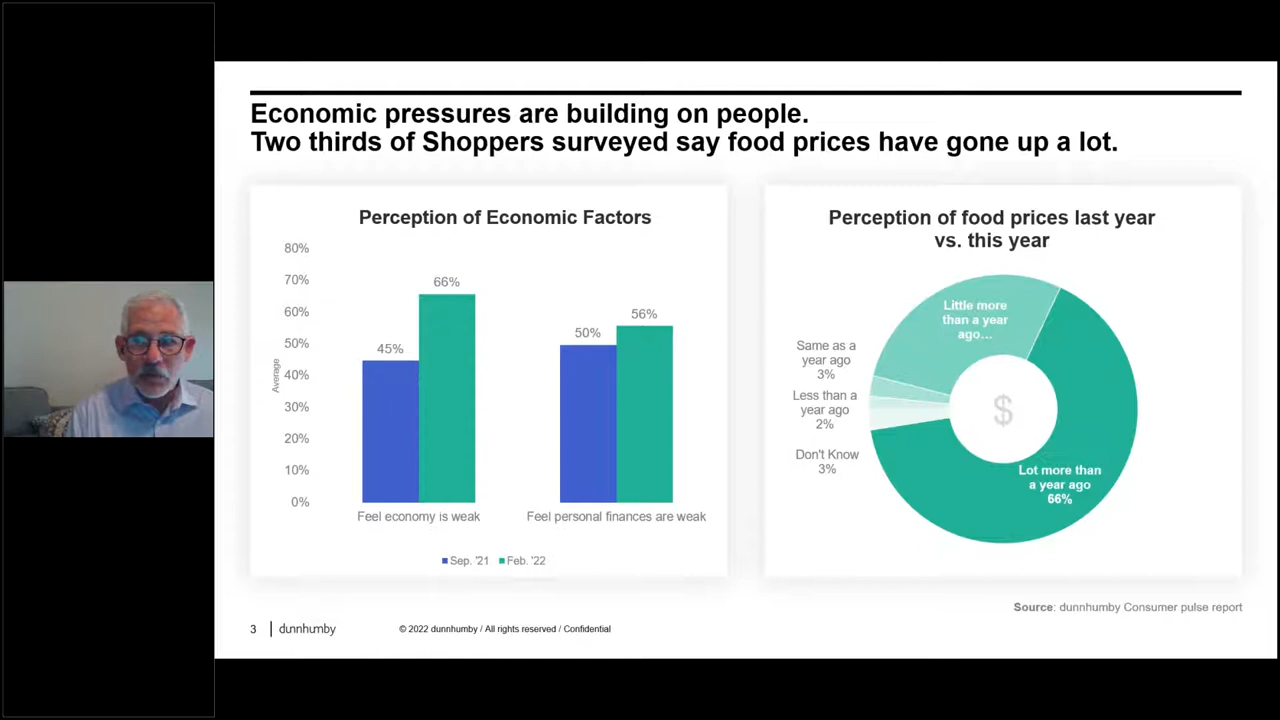 Economic pressures are building on people.
Two thirds of Shoppers surveyed say food prices have gone up a lot.
Perception of Economic Factors
80%
70%
60%
50%
40%
30%
20%
10%
0%
Average
45%
66%
50%
56%
Feel economy is weak
Feel personal finances are weak
Sep. '21
Feb. '22
Perception of food prices last year
vs. this year
Little more
than a year
ago...
Same as a
year ago
3%
Less than a
year ago
2%
Don't Know
3%
$
Lot more than
a year ago
66%
Source: dunnhumby Consumer pulse report
3 | dunnhumby
© 2022 dunnhumby / All rights reserved / Confidential